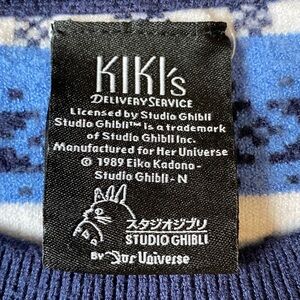 KIKI's
DELIVERY SERVICE
Licensed by Studio Ghibli
Studio Ghibli™ is a trademark
of Studio Ghibli Inc.
Manufactured for Her Universe
© 1989 Eiko Kadono -
Studio Ghibli - N
スタジオジブリ
STUDIO GHIBLI
By Her Universe